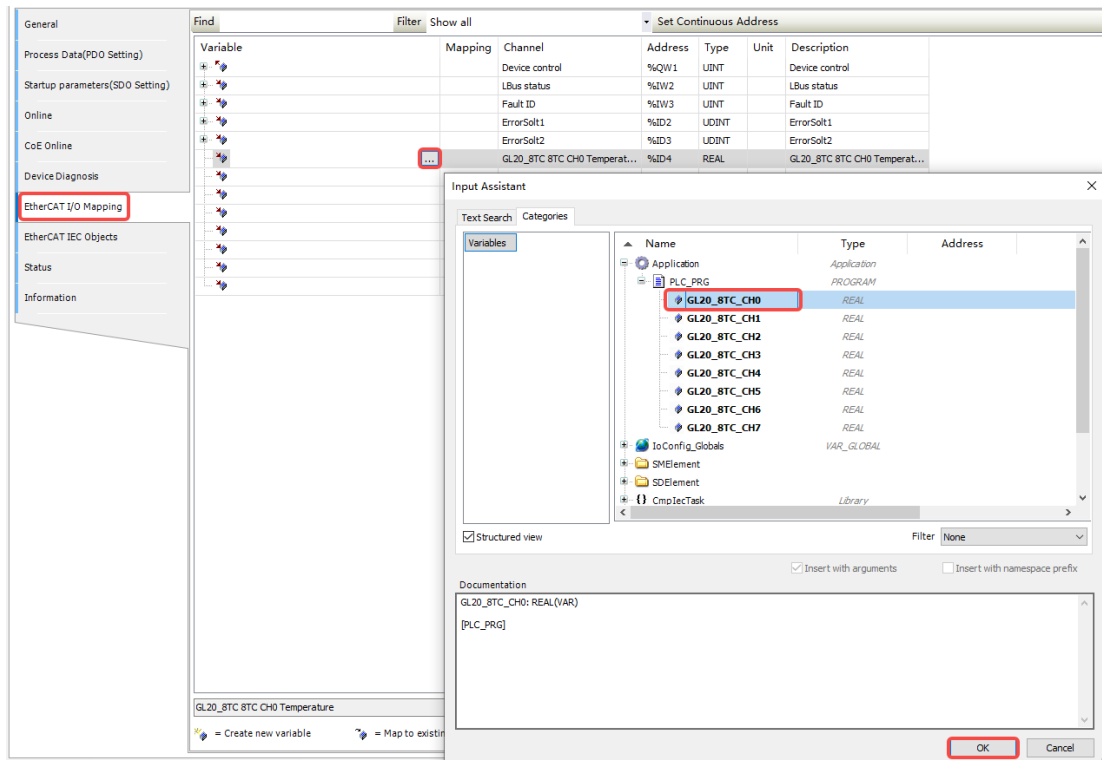 General
Process Data(PDO Setting)
Startup parameters(SDO Setting)
Online
CoE Online
Device Diagnosis
EtherCAT I/O Mapping
EtherCAT IEC Objects
Status
Information
Find Filter Show all Set Continuous Address
Variable Mapping Channel Address Type Unit Description
Device control %QW1 UINT Device control
LBus status %IW2 UINT LBus status
Fault ID %IW3 UINT Fault ID
ErrorSolt1 %ID2 UDINT ErrorSolt1
ErrorSolt2 %ID3 UDINT ErrorSolt2
... GL20_8TC 8TC CH0 Temperat... %ID4 REAL GL20_8TC 8TC CH0 Temperat...
Input Assistant
Text Search Categories
Variables
Name Type Address
Application Application
PLC_PRG PROGRAM
GL20_8TC_CH0 REAL
GL20_8TC_CH1 REAL
GL20_8TC_CH2 REAL
GL20_8TC_CH3 REAL
GL20_8TC_CH4 REAL
GL20_8TC_CH5 REAL
GL20_8TC_CH6 REAL
GL20_8TC_CH7 REAL
IoConfig_Globals VAR_GLOBAL
SMElement
SDElement
{} CmpIecTask Library
Structured view Filter None
Insert with arguments Insert with namespace prefix
Documentation
GL20_8TC_CH0: REAL(VAR)
[PLC_PRG]
GL20_8TC 8TC CH0 Temperature
= Create new variable = Map to existin
OK Cancel